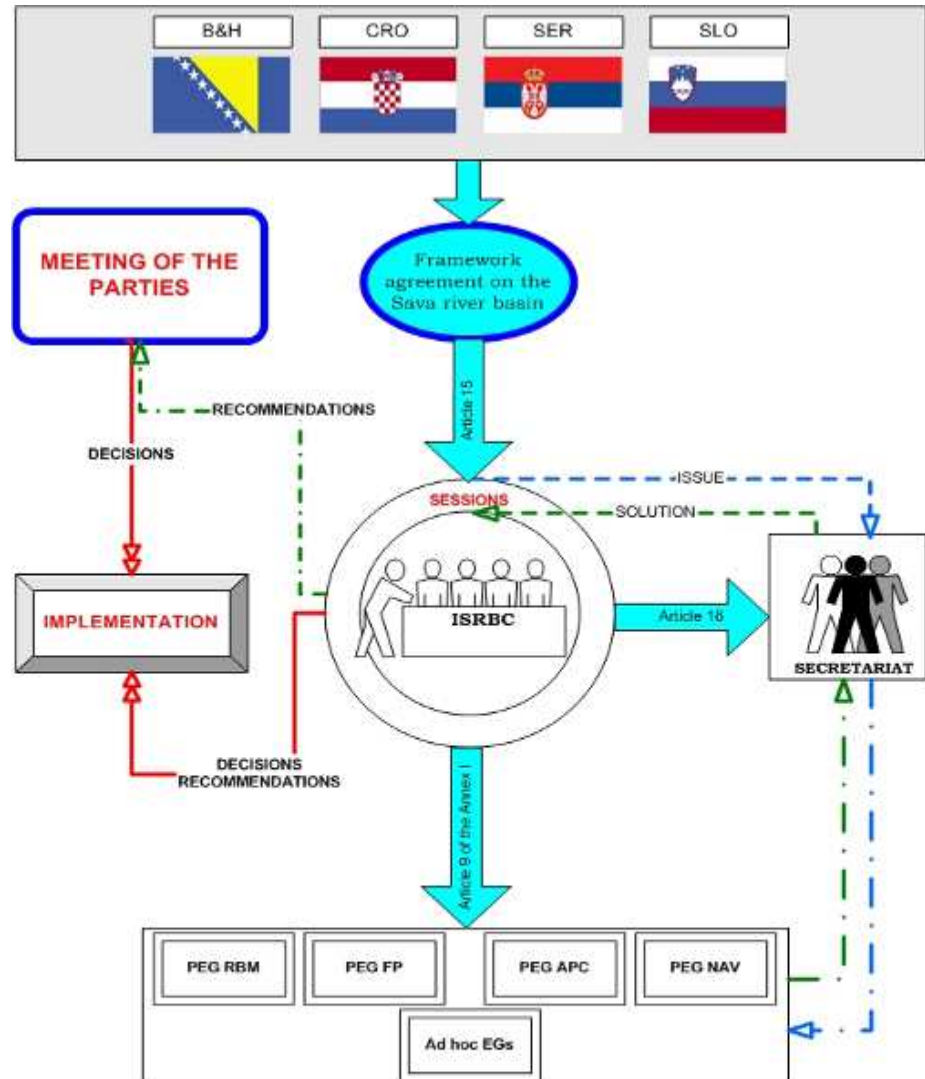 B&H
CRO
SER
SLO
MEETING OF THE
PARTIES
Framework
agreement on the
Sava river basin
Article 15
RECOMMENDATIONS
DECISIONS
ISSUE
SESSIONS
SOLUTION
IMPLEMENTATION
ISRBC
Article 18
SECRETARIAT
DECISIONS
RECOMMENDATIONS
Article 9 of the Annex I
PEG RBM
PEG FP
PEG APC
PEG NAV
Ad hoc EGs